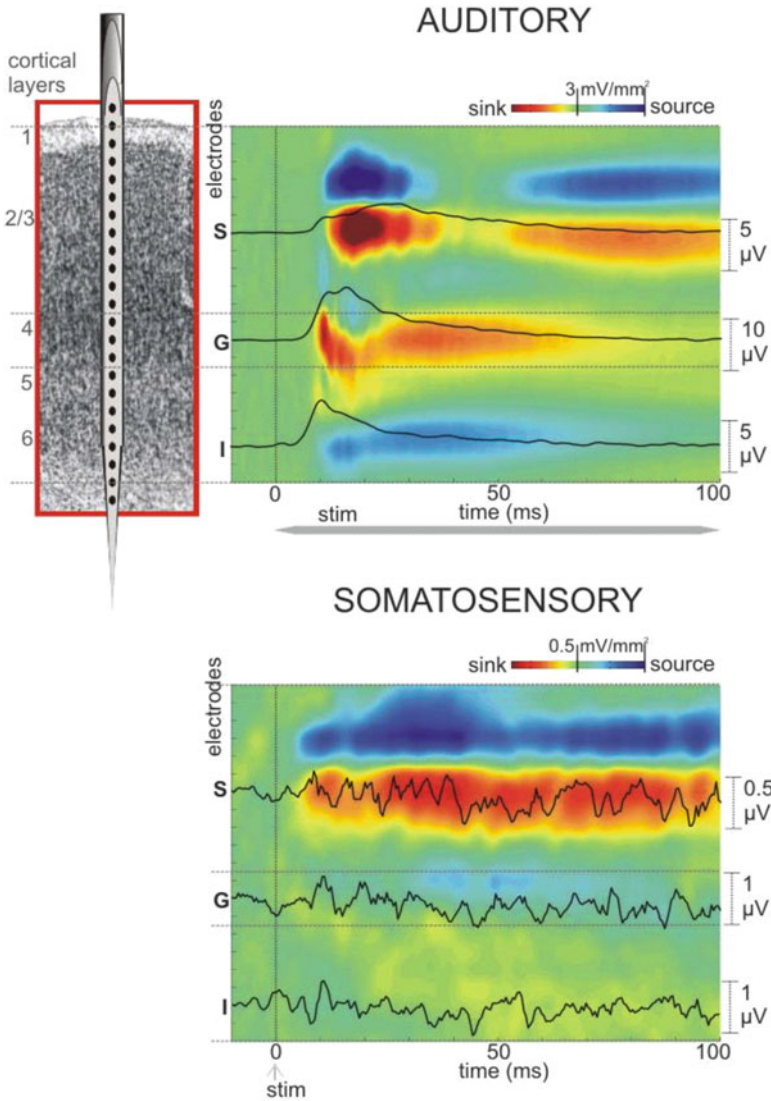 AUDITORY
cortical
layers
3 mV/mm²
sink source
electrodes
1
2/3
4
5
6
S
G
I
5
µV
10
µV
5
µV
0 50 100
stim time (ms)
SOMATOSENSORY
0.5 mV/mm²
sink source
electrodes
S
G
I
0.5
µV
1
µV
1
µV
0 50 100
time (ms)
stim